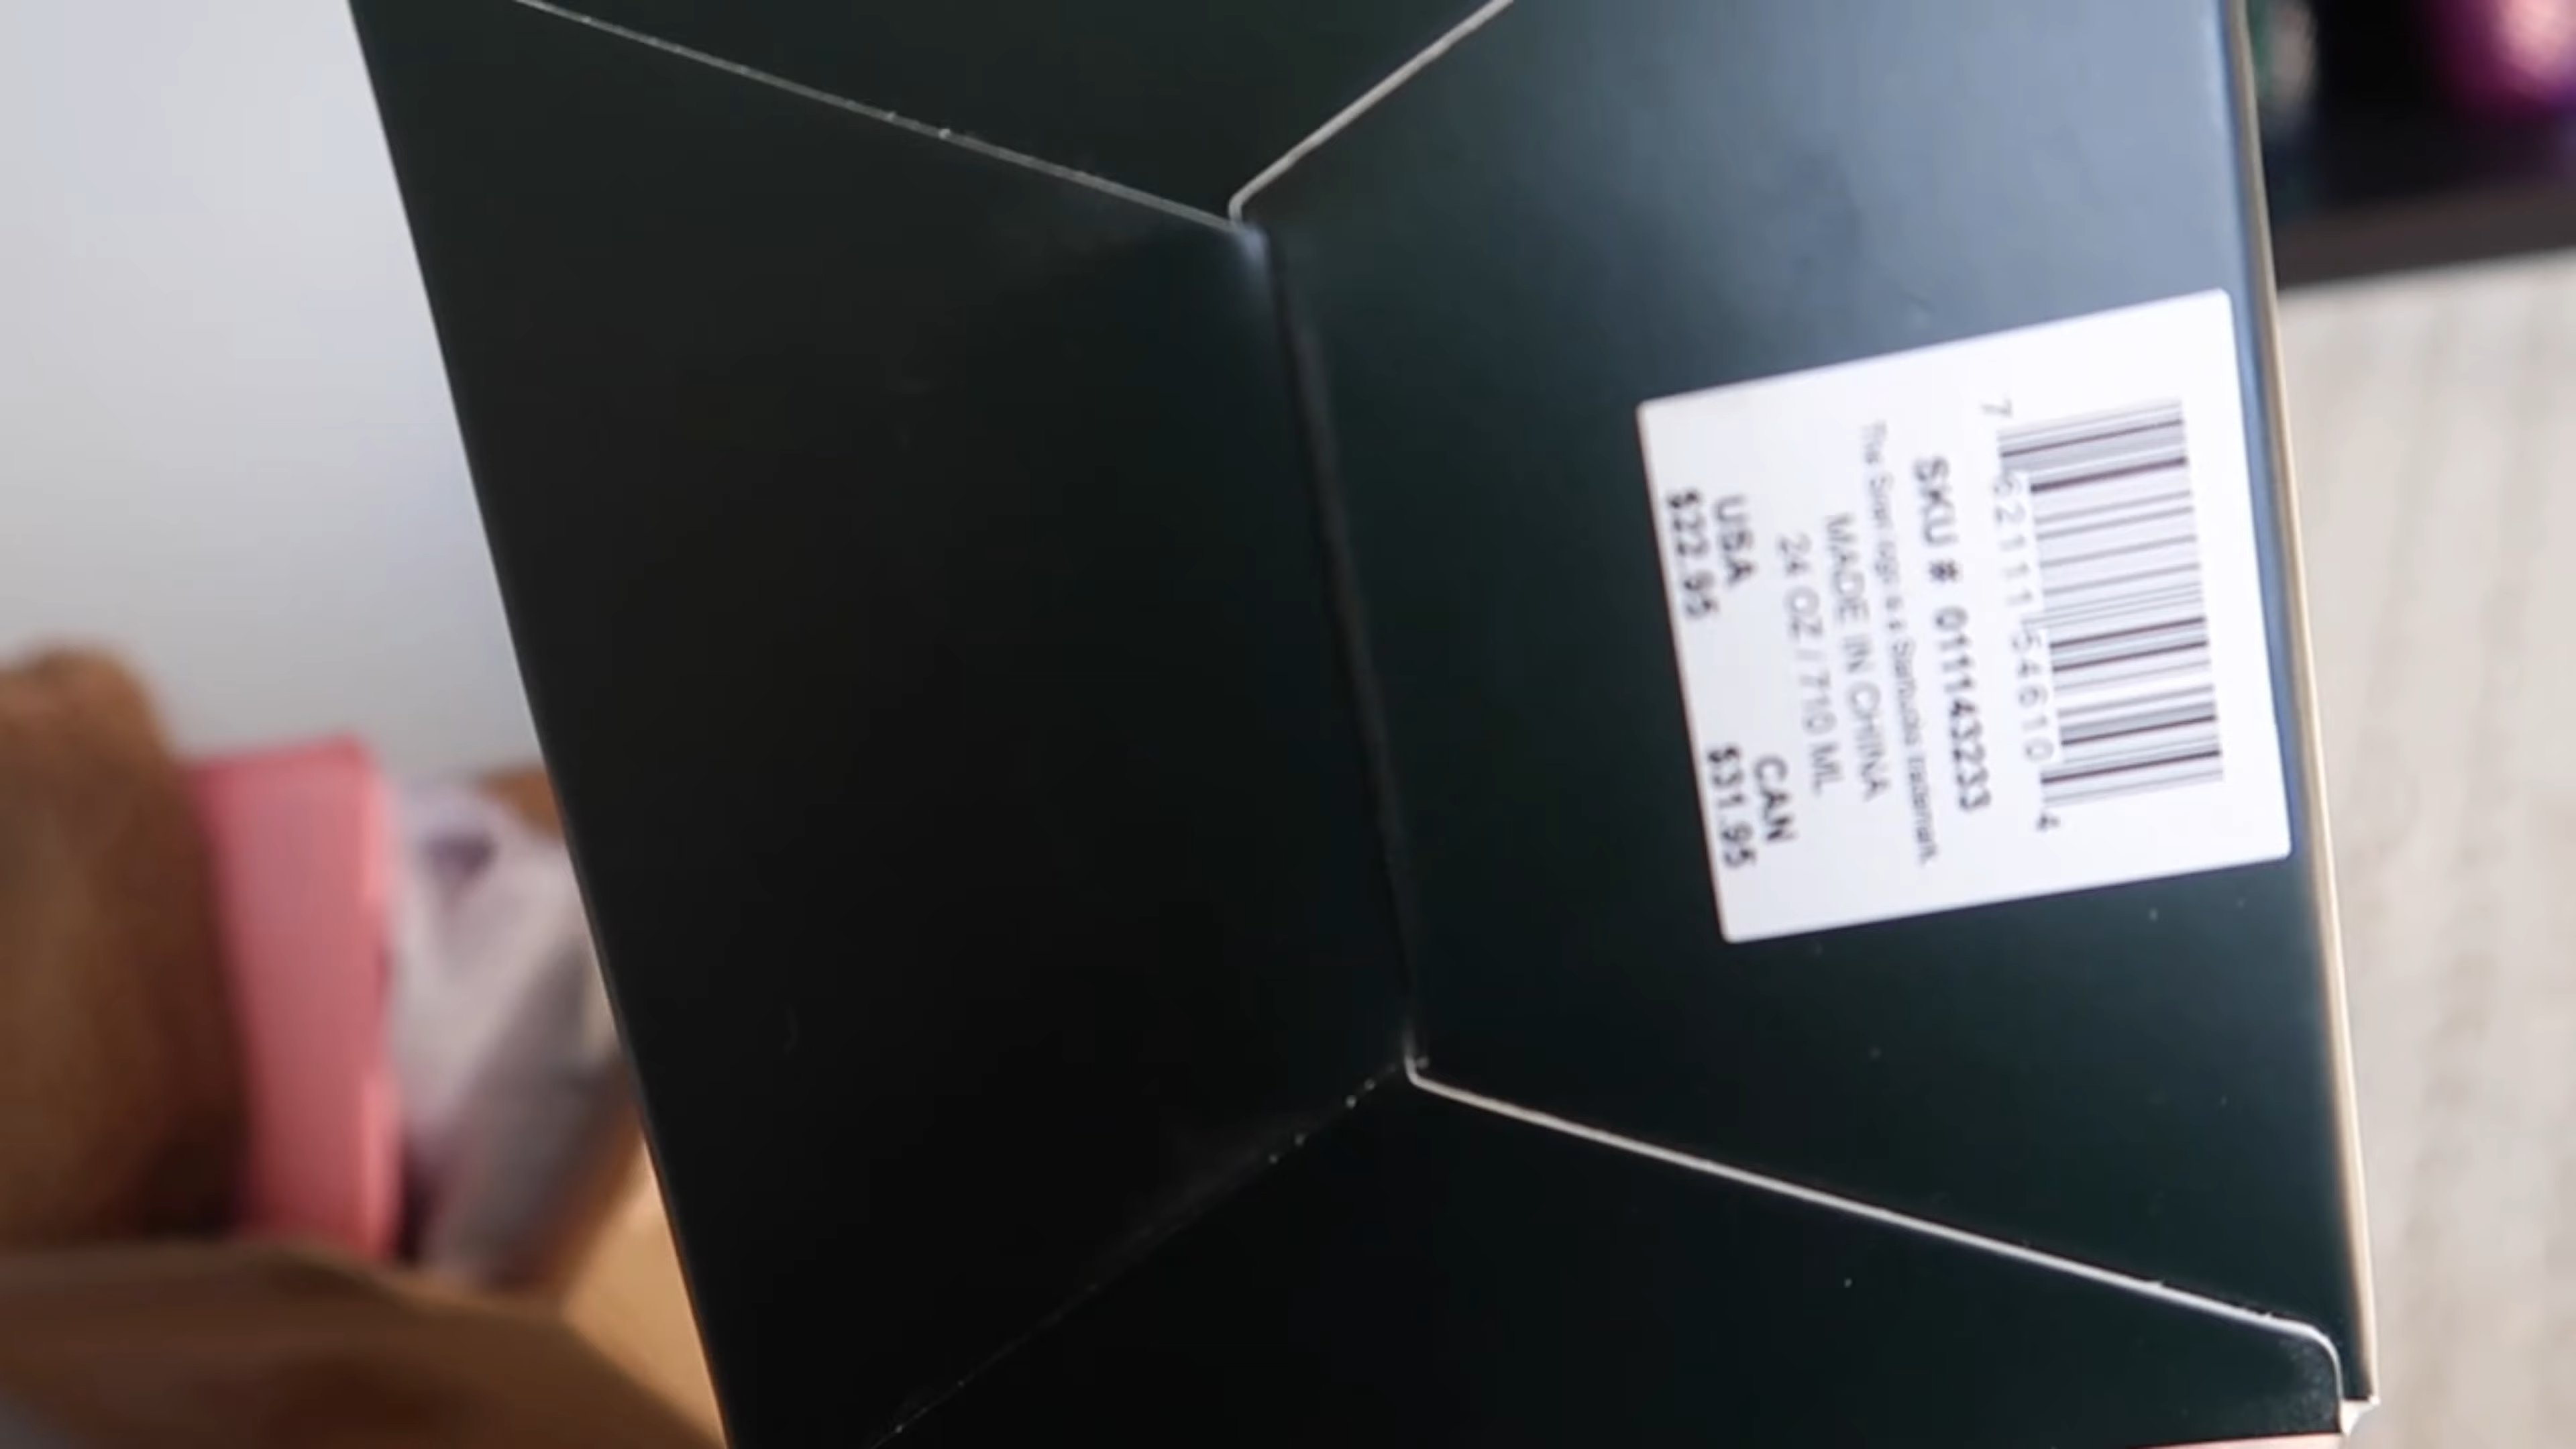 7 62111 54610 4
SKU # 011143233
The Siren logo is a Starbucks trademark.
MADE IN CHINA
24 OZ / 710 ML
USA CAN
$22.95 $31.95